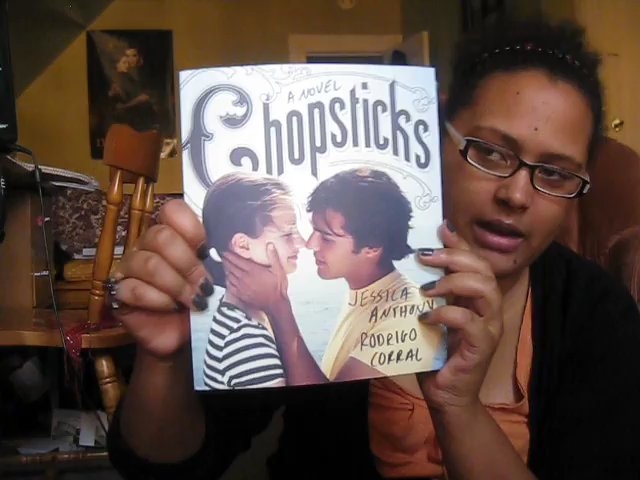 A NOVEL
Chopsticks
JESSICA
ANTHONY
RODRIGO
CORRAL